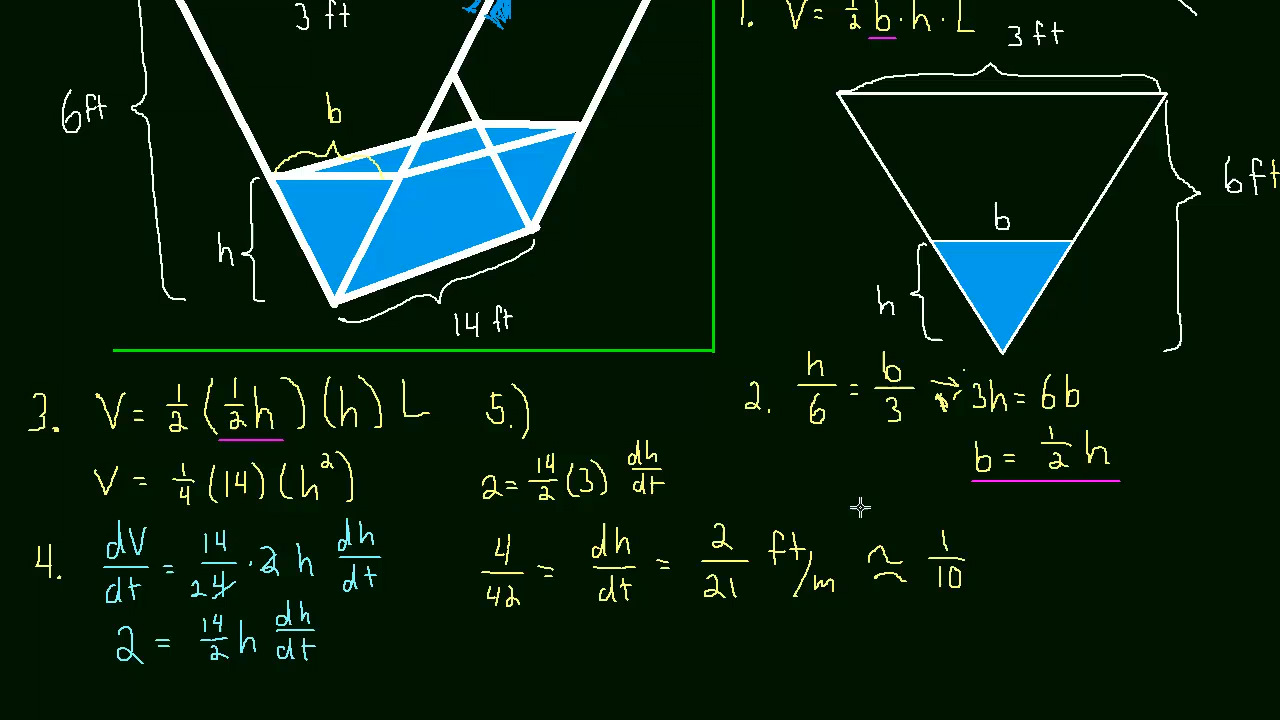 3 ft
6ft
b
h
14 ft
1. V = 1/2 b · h · L
3 ft
6ft
b
h
2. h/6 = b/3 → 3h = 6b
b = 1/2 h
3. V = 1/2 (1/2 h) (h) L
V = 1/4 (14) (h²)
4. dV/dt = 14/24 · 2 h dh/dt
2 = 14/2 h dh/dt
5.)
2 = 14/2 (3) dh/dt
4/42 = dh/dt = 2/21 ft/m ≈ 1/10